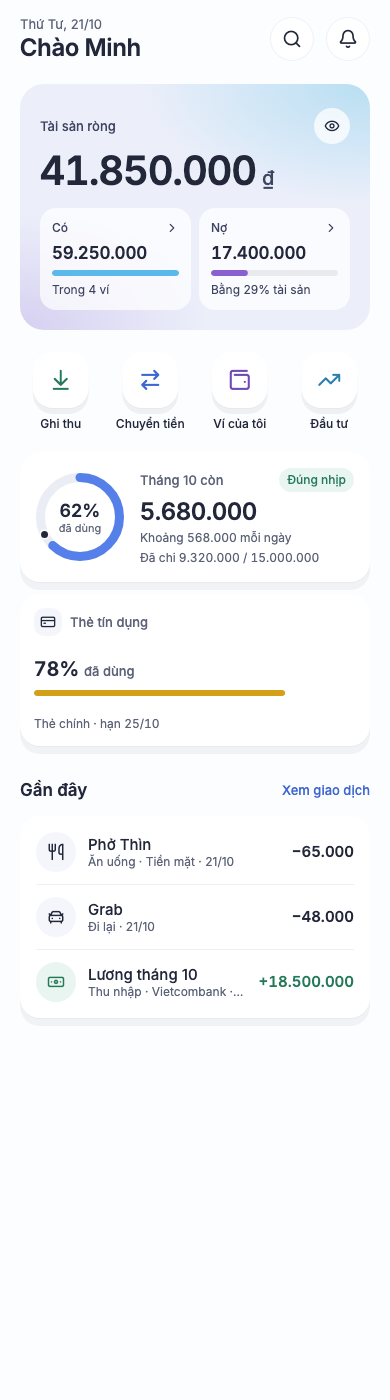 Thứ Tư, 21/10
Chào Minh
Tài sản ròng
41.850.000 ₫
Có
Nợ
59.250.000
17.400.000
Trong 4 ví
Bằng 29% tài sản
Ghi thu
Chuyển tiền
Ví của tôi
Đầu tư
62%
đã dùng
Tháng 10 còn
Đúng nhịp
5.680.000
Khoảng 568.000 mỗi ngày
Đã chi 9.320.000 / 15.000.000
Thẻ tín dụng
78% đã dùng
Thẻ chính · hạn 25/10
Gần đây
Xem giao dịch
Phở Thìn
Ăn uống · Tiền mặt · 21/10
−65.000
Grab
Đi lại · 21/10
−48.000
Lương tháng 10
Thu nhập · Vietcombank ·...
+18.500.000